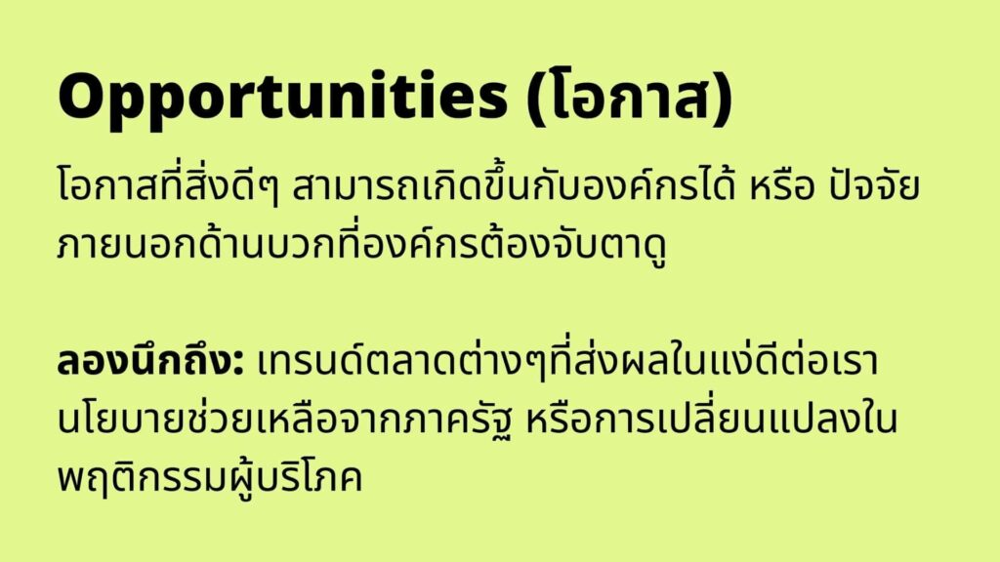 Opportunities (โอกาส)
โอกาสที่สิ่งดีๆ สามารถเกิดขึ้นกับองค์กรได้ หรือ ปัจจัย
ภายนอกด้านบวกที่องค์กรต้องจับตาดู
ลองนึกถึง: เทรนด์ตลาดต่างๆที่ส่งผลในแง่ดีต่อเรา
นโยบายช่วยเหลือจากภาครัฐ หรือการเปลี่ยนแปลงใน
พฤติกรรมผู้บริโภค